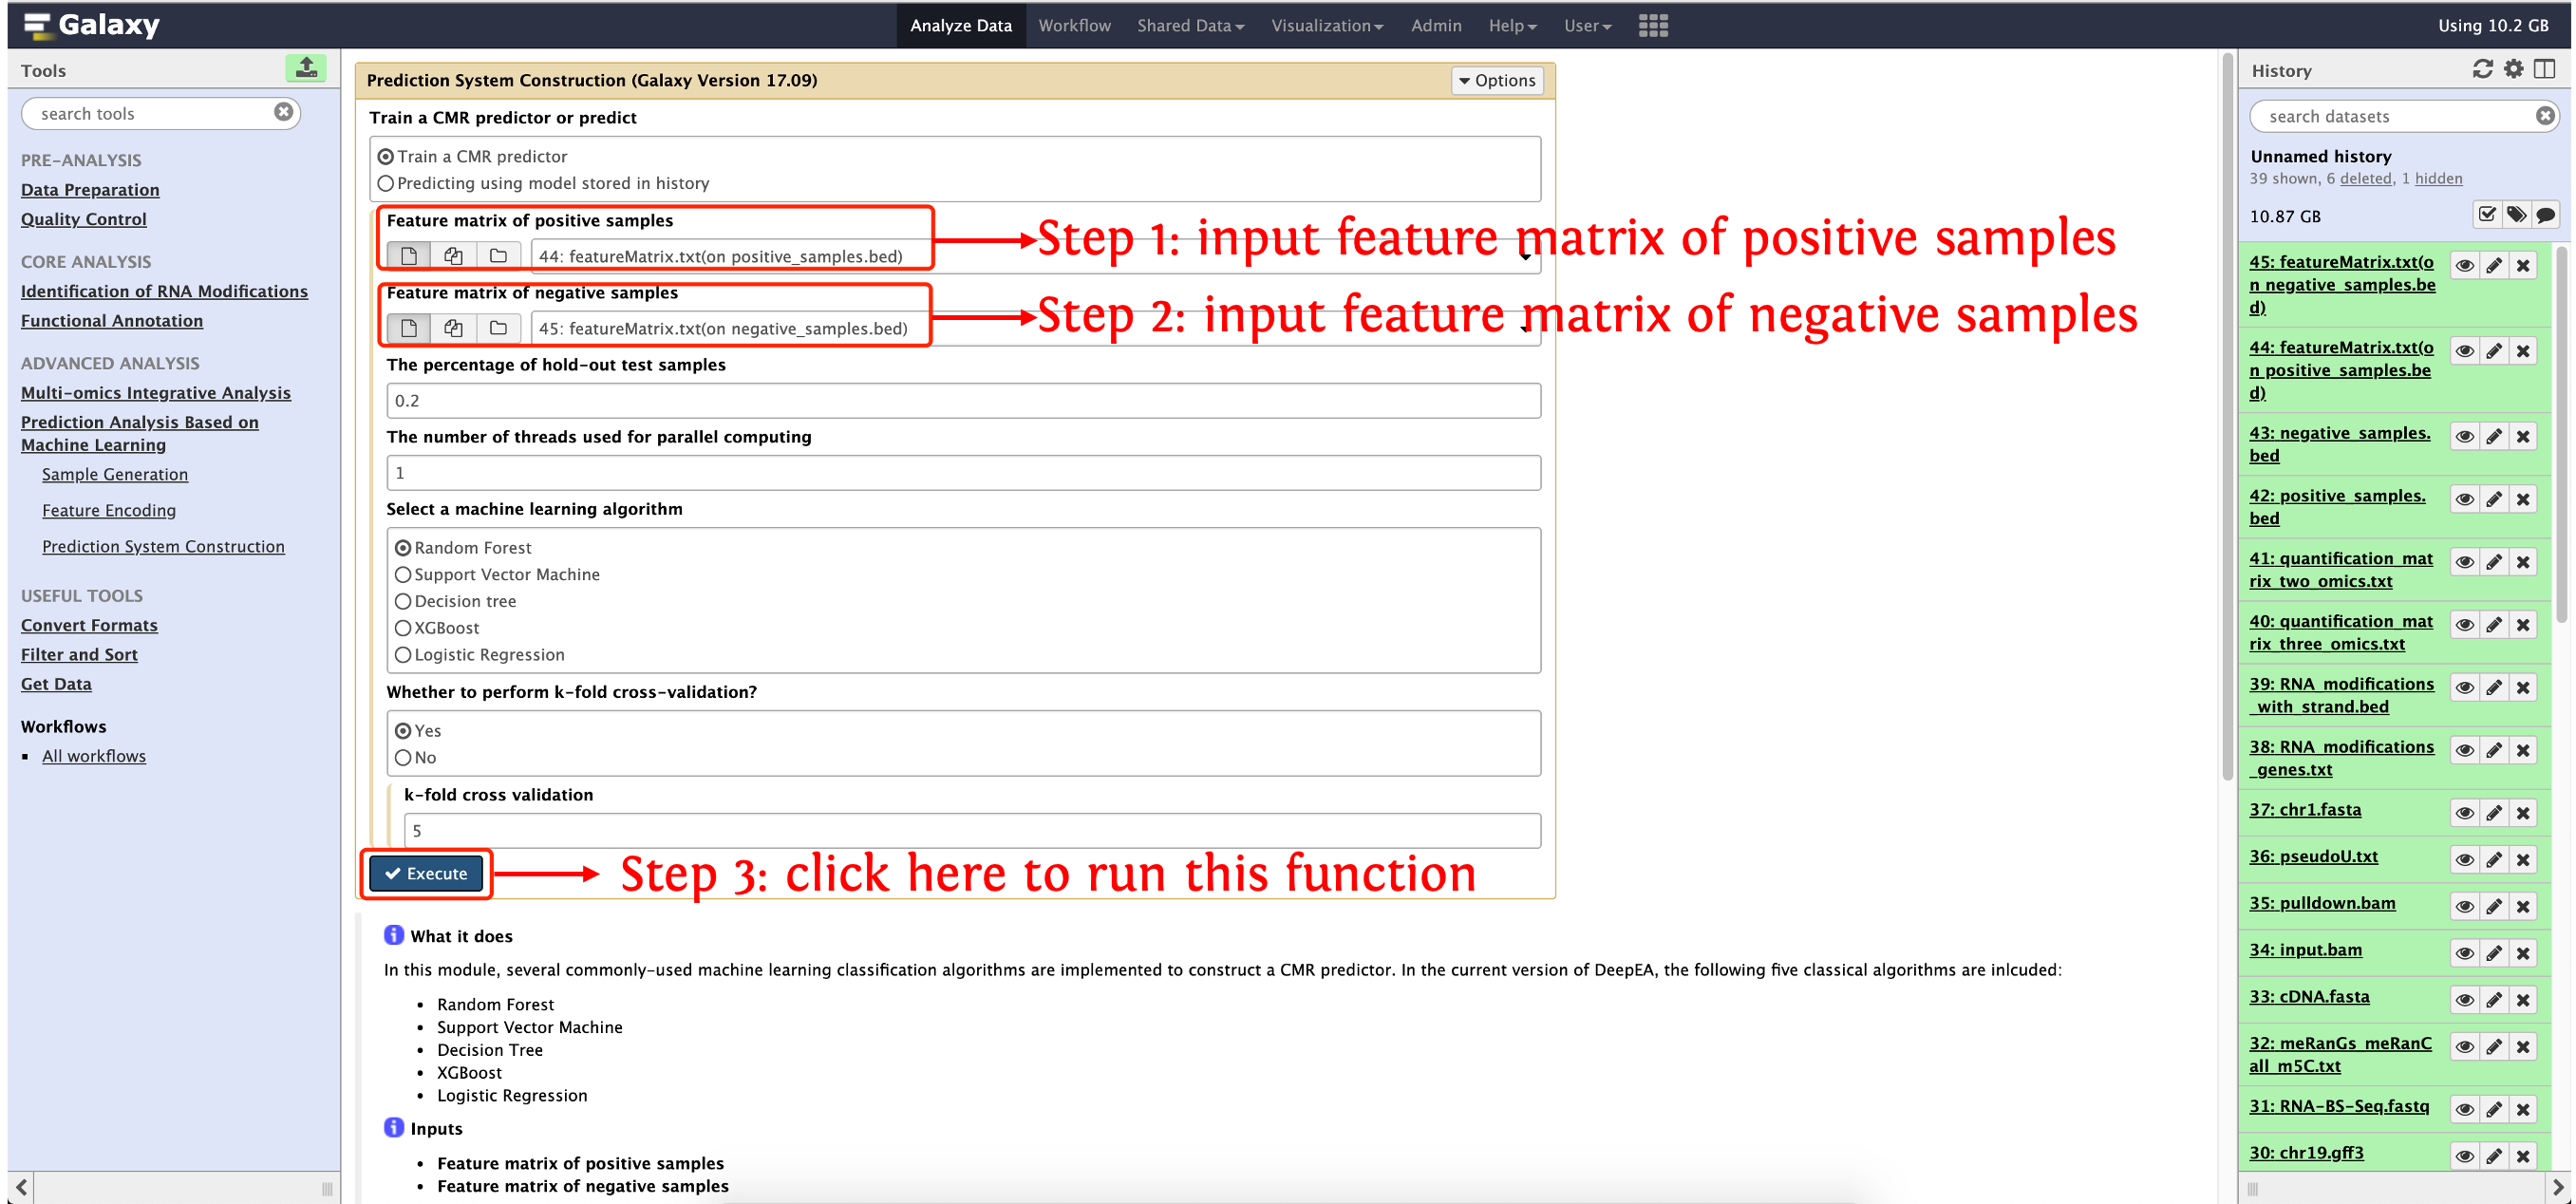 Galaxy
Analyze Data
Workflow
Shared Data
Visualization
Admin
Help
User
Using 10.2 GB
Tools
search tools
PRE-ANALYSIS
Data Preparation
Quality Control
CORE ANALYSIS
Identification of RNA Modifications
Functional Annotation
ADVANCED ANALYSIS
Multi-omics Integrative Analysis
Prediction Analysis Based on
Machine Learning
Sample Generation
Feature Encoding
Prediction System Construction
USEFUL TOOLS
Convert Formats
Filter and Sort
Get Data
Workflows
All workflows
Prediction System Construction (Galaxy Version 17.09)
Options
Train a CMR predictor or predict
Train a CMR predictor
Predicting using model stored in history
Feature matrix of positive samples
44: featureMatrix.txt(on positive_samples.bed)
Step 1: input feature matrix of positive samples
Feature matrix of negative samples
45: featureMatrix.txt(on negative_samples.bed)
Step 2: input feature matrix of negative samples
The percentage of hold-out test samples
0.2
The number of threads used for parallel computing
1
Select a machine learning algorithm
Random Forest
Support Vector Machine
Decision tree
XGBoost
Logistic Regression
Whether to perform k-fold cross-validation?
Yes
No
k-fold cross validation
5
Execute
Step 3: click here to run this function
What it does
In this module, several commonly-used machine learning classification algorithms are implemented to construct a CMR predictor. In the current version of DeepEA, the following five classical algorithms are inlcuded:
Random Forest
Support Vector Machine
Decision Tree
XGBoost
Logistic Regression
Inputs
Feature matrix of positive samples
Feature matrix of negative samples
History
search datasets
Unnamed history
39 shown, 6 deleted, 1 hidden
10.87 GB
45: featureMatrix.txt(o
n negative_samples.be
d)
44: featureMatrix.txt(o
n positive_samples.be
d)
43: negative_samples.
bed
42: positive_samples.
bed
41: quantification_mat
rix_two_omics.txt
40: quantification_mat
rix_three_omics.txt
39: RNA_modifications
_with_strand.bed
38: RNA_modifications
_genes.txt
37: chr1.fasta
36: pseudoU.txt
35: pulldown.bam
34: input.bam
33: cDNA.fasta
32: meRanGs_meRanC
all_m5C.txt
31: RNA-BS-Seq.fastq
30: chr19.gff3